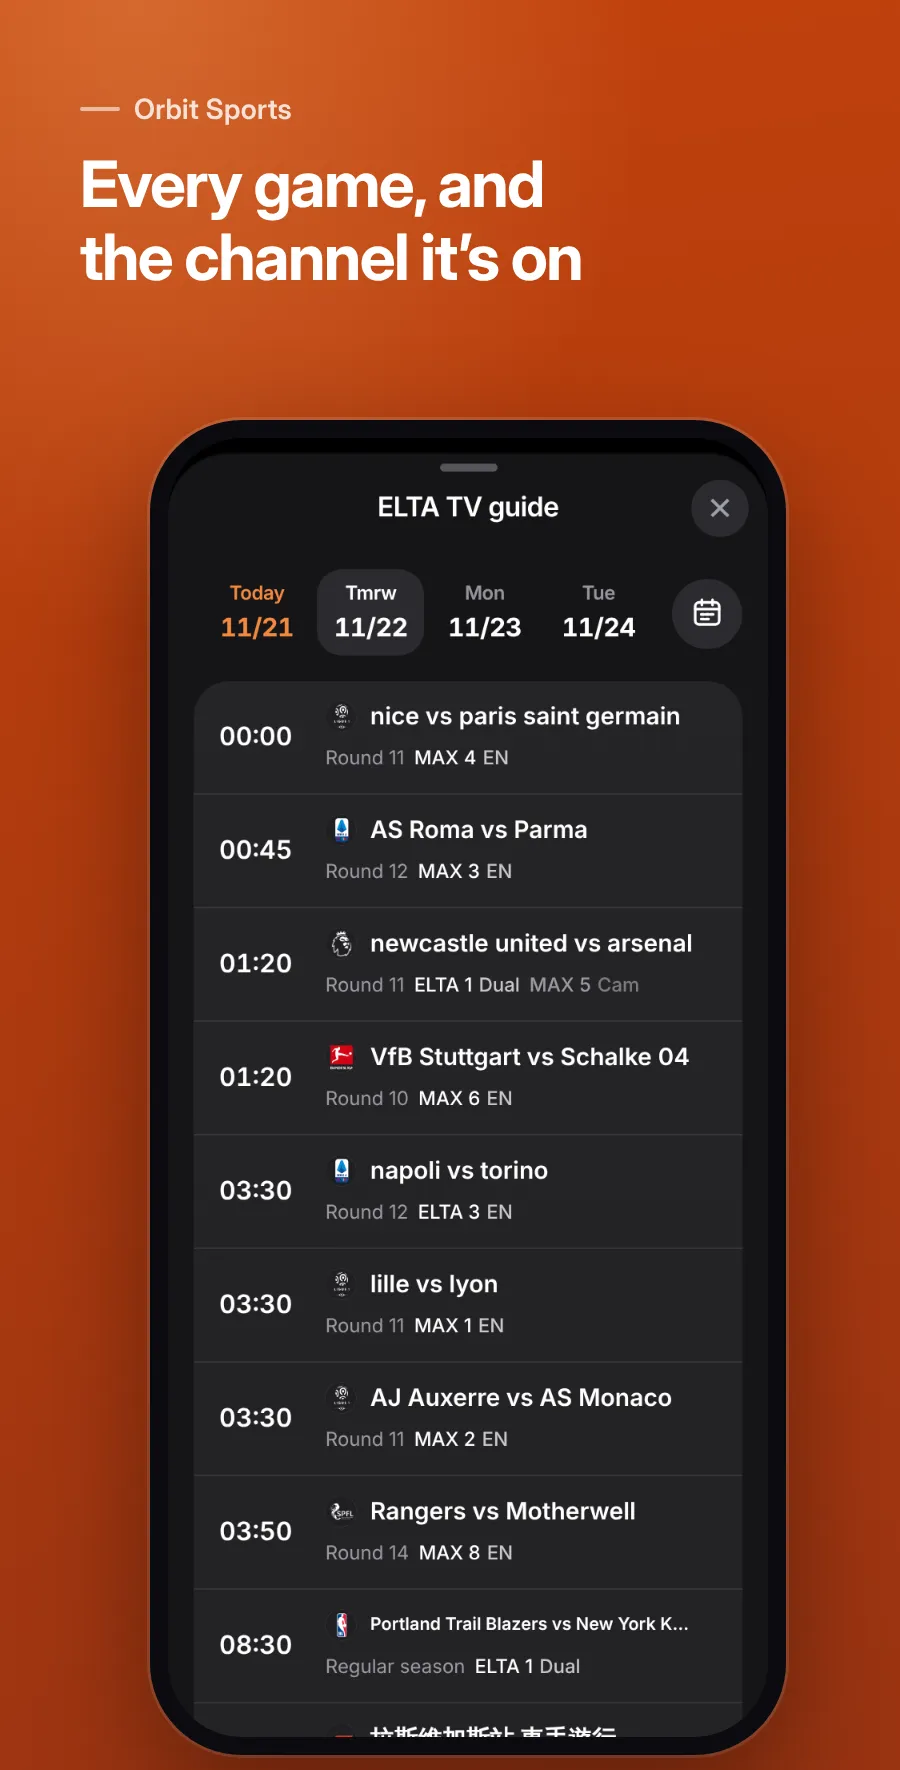 Orbit Sports
Every game, and
the channel it’s on
ELTA TV guide
Today Tmrw Mon Tue
11/21 11/22 11/23 11/24
00:00 nice vs paris saint germain
Round 11 MAX 4 EN
00:45 AS Roma vs Parma
Round 12 MAX 3 EN
01:20 newcastle united vs arsenal
Round 11 ELTA 1 Dual MAX 5 Cam
01:20 VfB Stuttgart vs Schalke 04
Round 10 MAX 6 EN
03:30 napoli vs torino
Round 12 ELTA 3 EN
03:30 lille vs lyon
Round 11 MAX 1 EN
03:30 AJ Auxerre vs AS Monaco
Round 11 MAX 2 EN
03:50 SPFL Rangers vs Motherwell
Round 14 MAX 8 EN
08:30 Portland Trail Blazers vs New York K...
Regular season ELTA 1 Dual